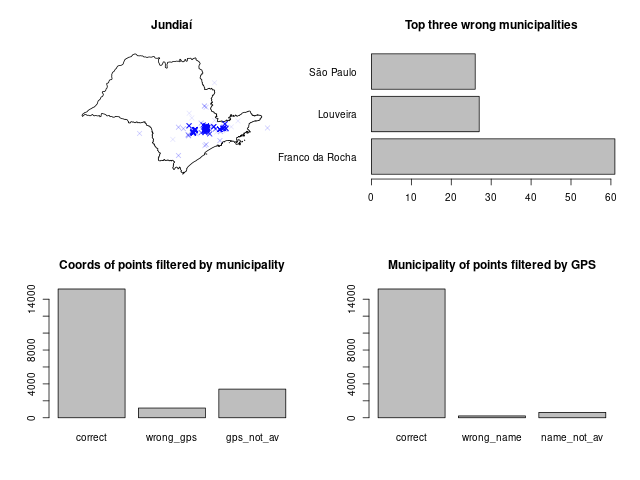 Jundiaí
Top three wrong municipalities
São Paulo
Louveira
Franco da Rocha
0 10 20 30 40 50 60
Coords of points filtered by municipality
14000
8000
4000
0
correct wrong_gps gps_not_av
Municipality of points filtered by GPS
14000
8000
4000
0
correct wrong_name name_not_av